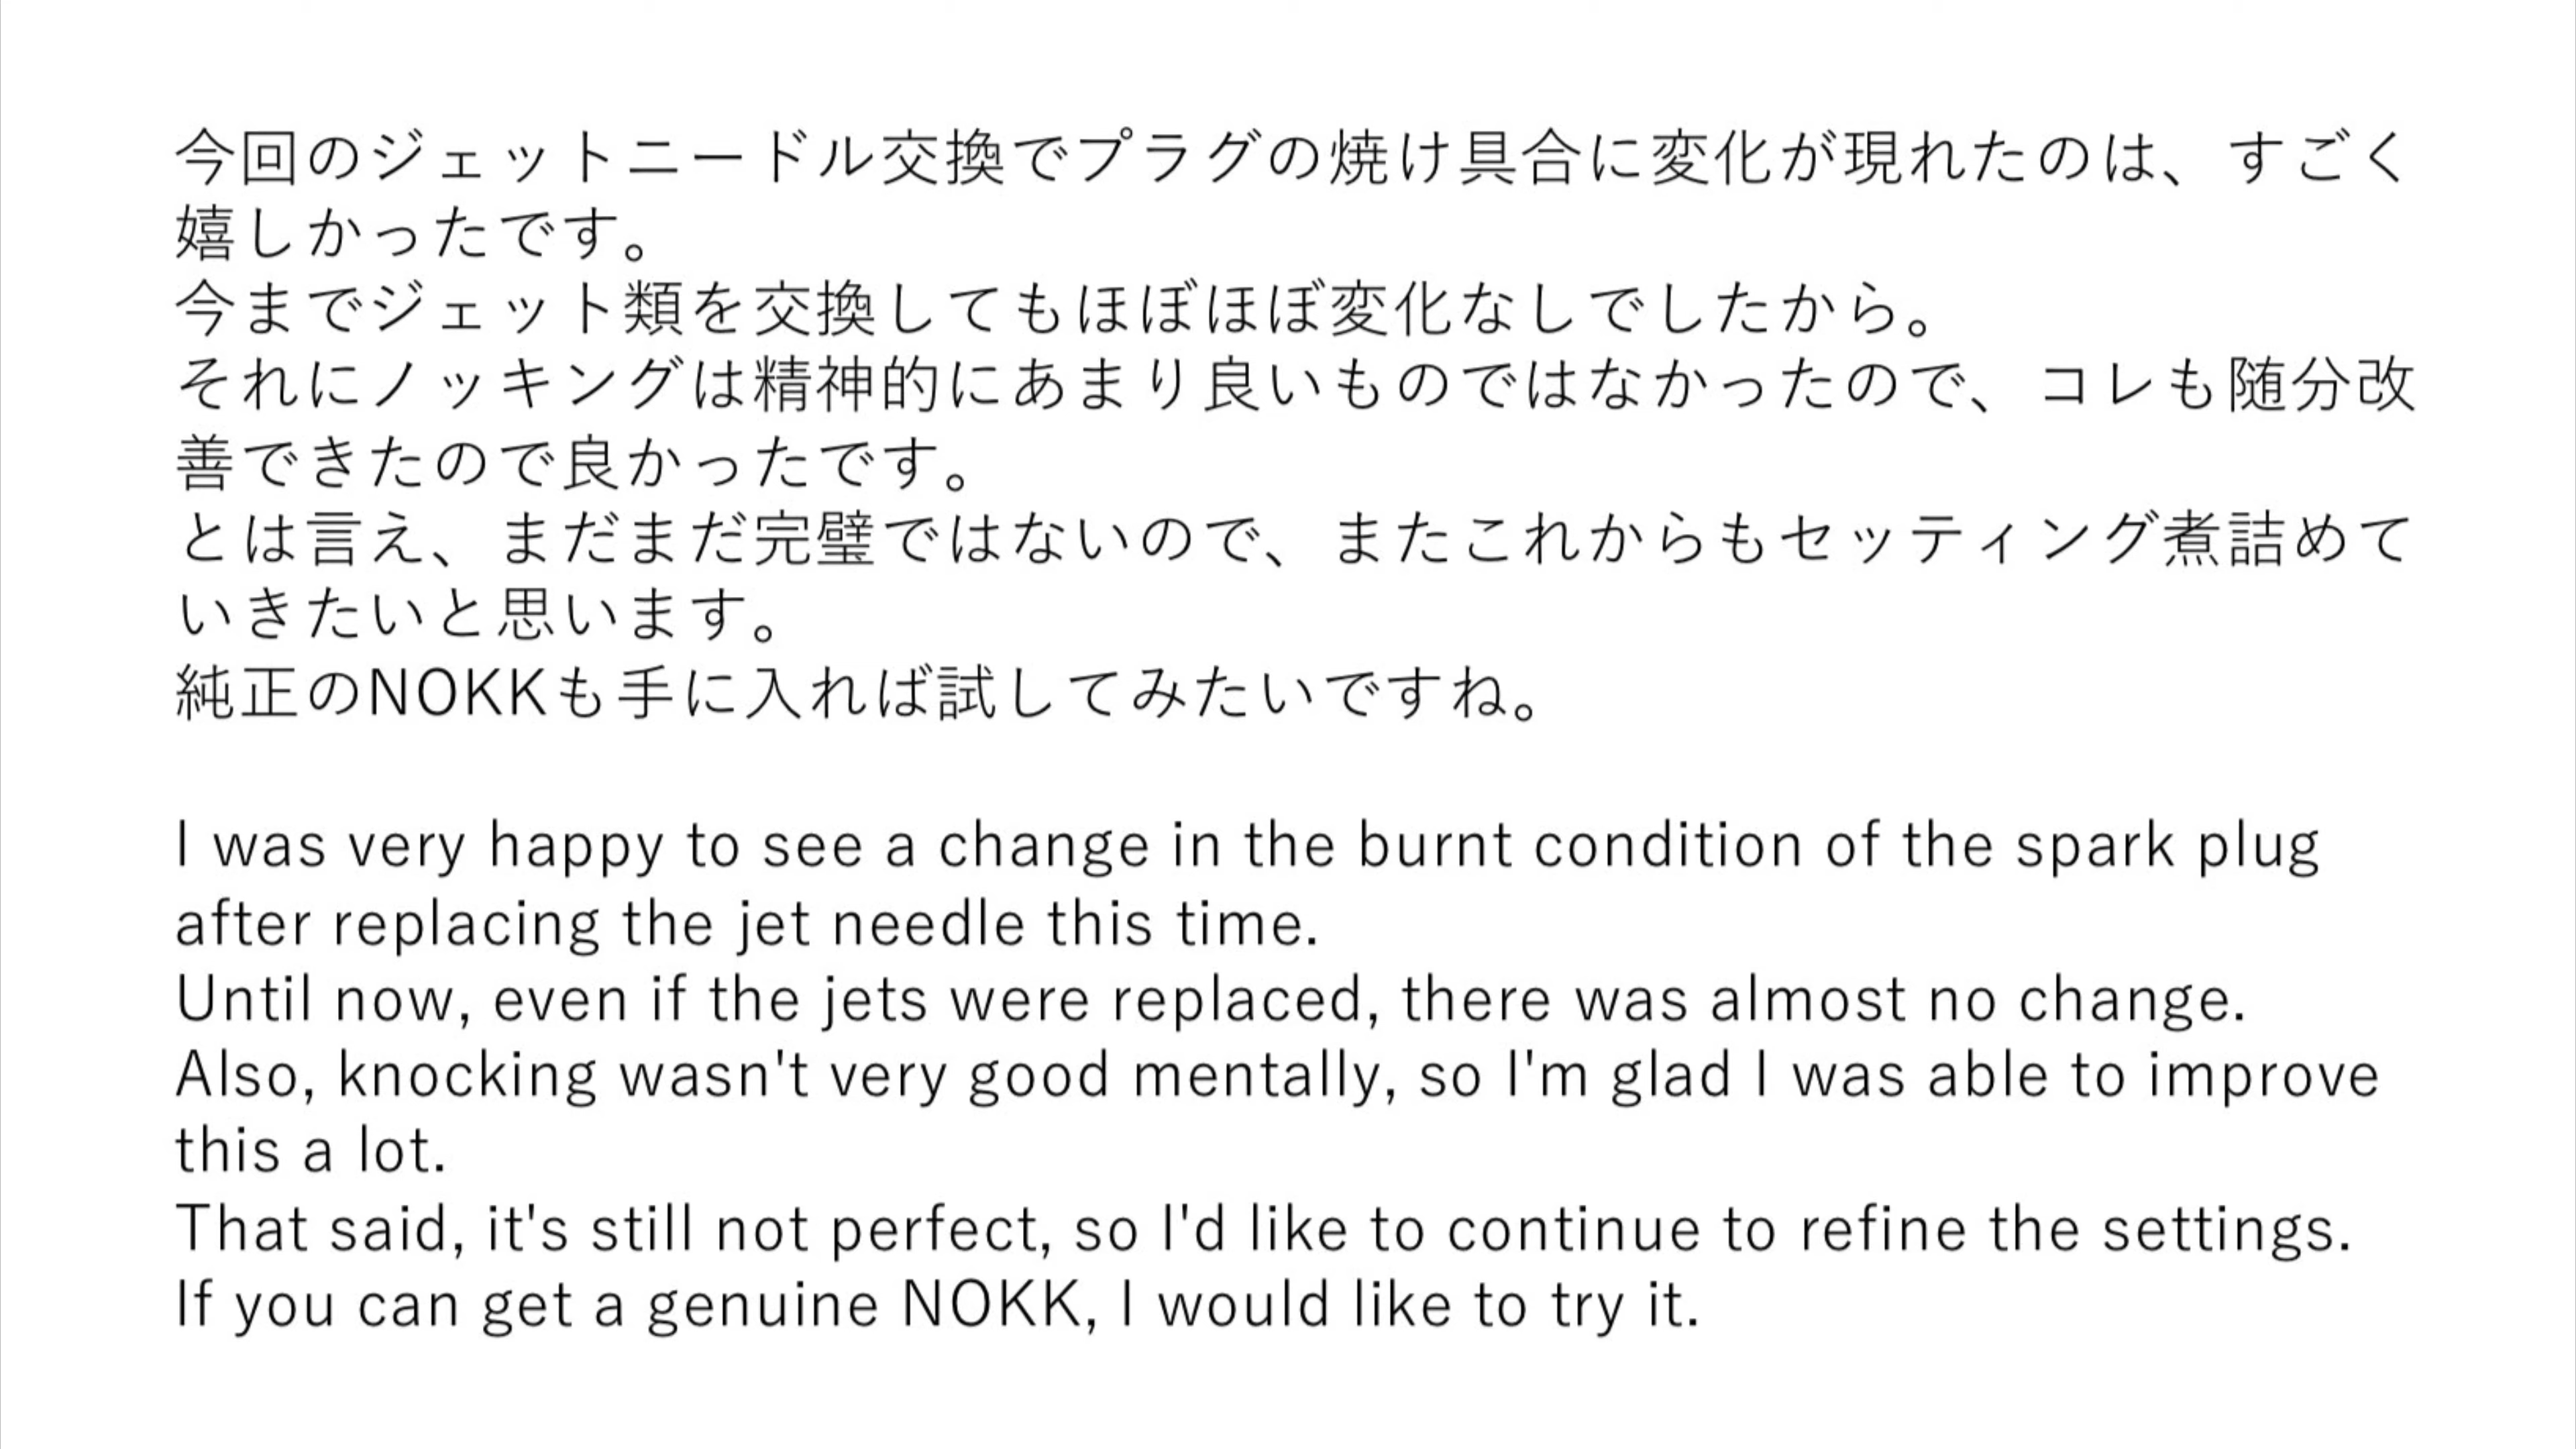 今回のジェットニードル交換でプラグの焼け具合に変化が現れたのは、すごく
嬉しかったです。
今までジェット類を交換してもほぼほぼ変化なしでしたから。
それにノッキングは精神的にあまり良いものではなかったので、コレも随分改
善できたので良かったです。
とは言え、まだまだ完璧ではないので、またこれからもセッティング煮詰めて
いきたいと思います。
純正のNOKKも手に入れば試してみたいですね。
I was very happy to see a change in the burnt condition of the spark plug
after replacing the jet needle this time.
Until now, even if the jets were replaced, there was almost no change.
Also, knocking wasn't very good mentally, so I'm glad I was able to improve
this a lot.
That said, it's still not perfect, so I'd like to continue to refine the settings.
If you can get a genuine NOKK, I would like to try it.